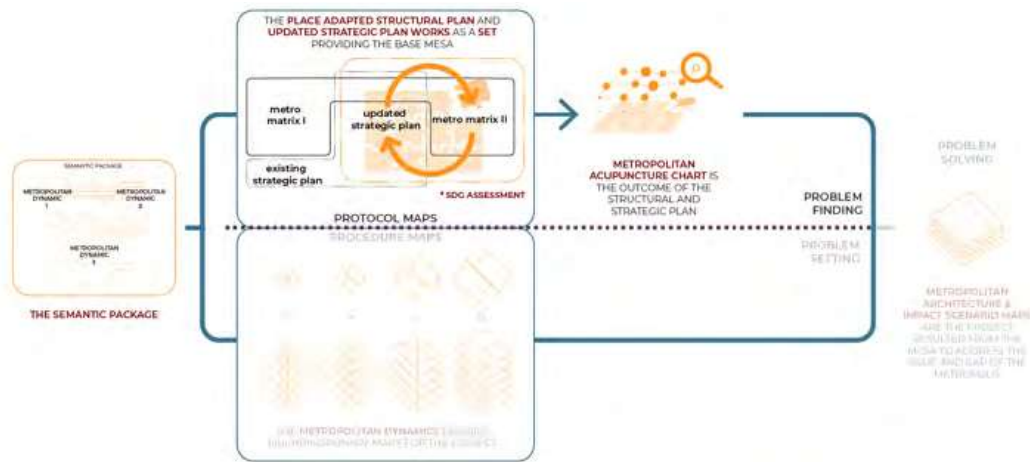 THE PLACE ADAPTED STRUCTURAL PLAN AND
UPDATED STRATEGIC PLAN WORKS AS A SET
PROVIDING THE BASE MESA
metro
matrix I
updated
strategic plan
metro matrix II
existing
strategic plan
* SDG ASSESSMENT
PROTOCOL MAPS
PROCEDURE MAPS
SEMANTIC PACKAGE
METROPOLITAN
DYNAMIC
1
METROPOLITAN
DYNAMIC
2
METROPOLITAN
DYNAMIC
3
THE SEMANTIC PACKAGE
METROPOLITAN
ACUPUNCTURE CHART IS
THE OUTCOME OF THE
STRUCTURAL AND
STRATEGIC PLAN
PROBLEM
FINDING
PROBLEM
SETTING
PROBLEM
SOLVING
METROPOLITAN
ARCHITECTURE &
IMPACT SCENARIO MAPS
ARE THE PROJECT
RESULTED FROM THE
MESA TO ADDRESS THE
ISSUE AND GAP OF THE
METROPOLIS
METROPOLITAN DYNAMICS